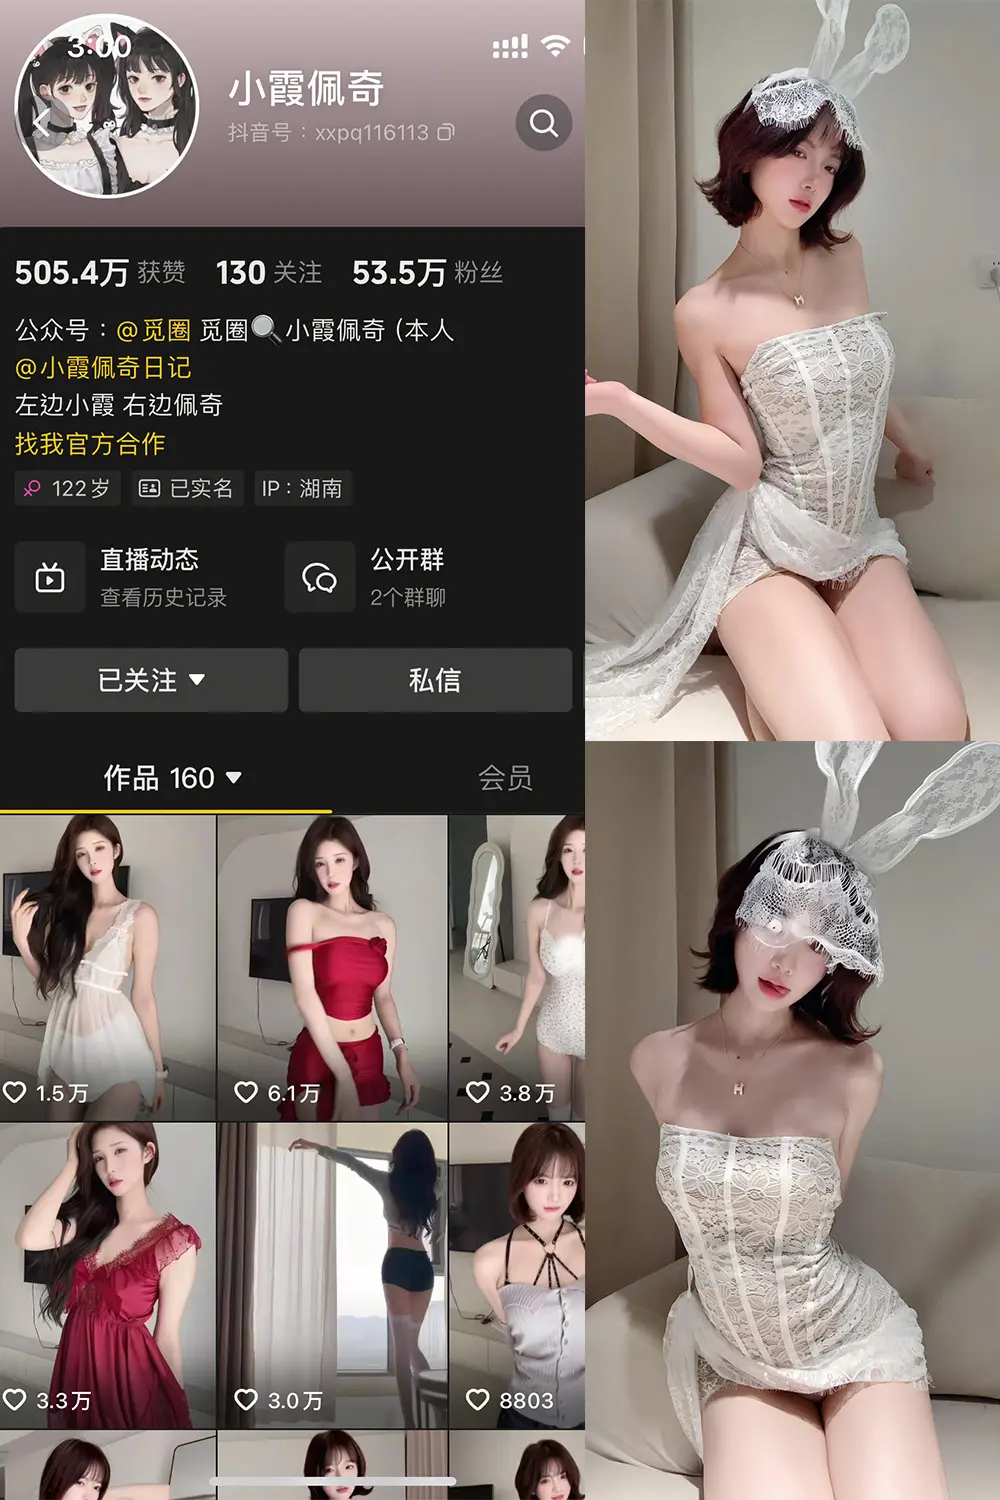 3:00
小霞佩奇
抖音号：xxpq116113
505.4万 获赞 130 关注 53.5万 粉丝
公众号：@觅圈 觅圈🔍小霞佩奇 (本人
@小霞佩奇日记
左边小霞 右边佩奇
找我官方合作
122岁 已实名 IP：湖南
直播动态 公开群
查看历史记录 2个群聊
已关注 私信
作品 160 会员
1.5万 6.1万 3.8万
3.3万 3.0万 8803